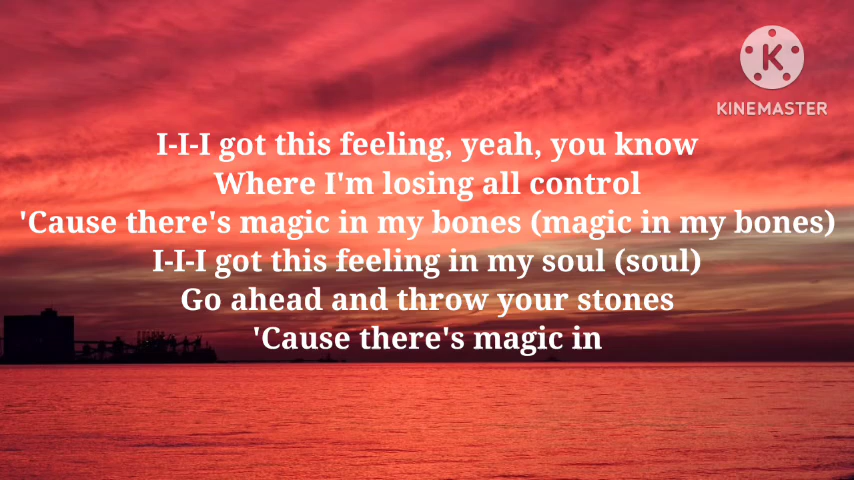 K
KINEMASTER
I-I-I got this feeling, yeah, you know
Where I'm losing all control
'Cause there's magic in my bones (magic in my bones)
I-I-I got this feeling in my soul (soul)
Go ahead and throw your stones
'Cause there's magic in